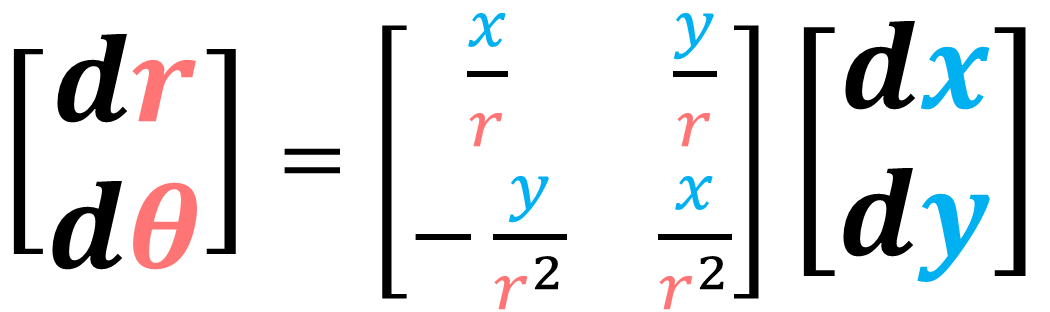 [dr dθ] = [x/r y/r -y/r² x/r²] [dx dy]